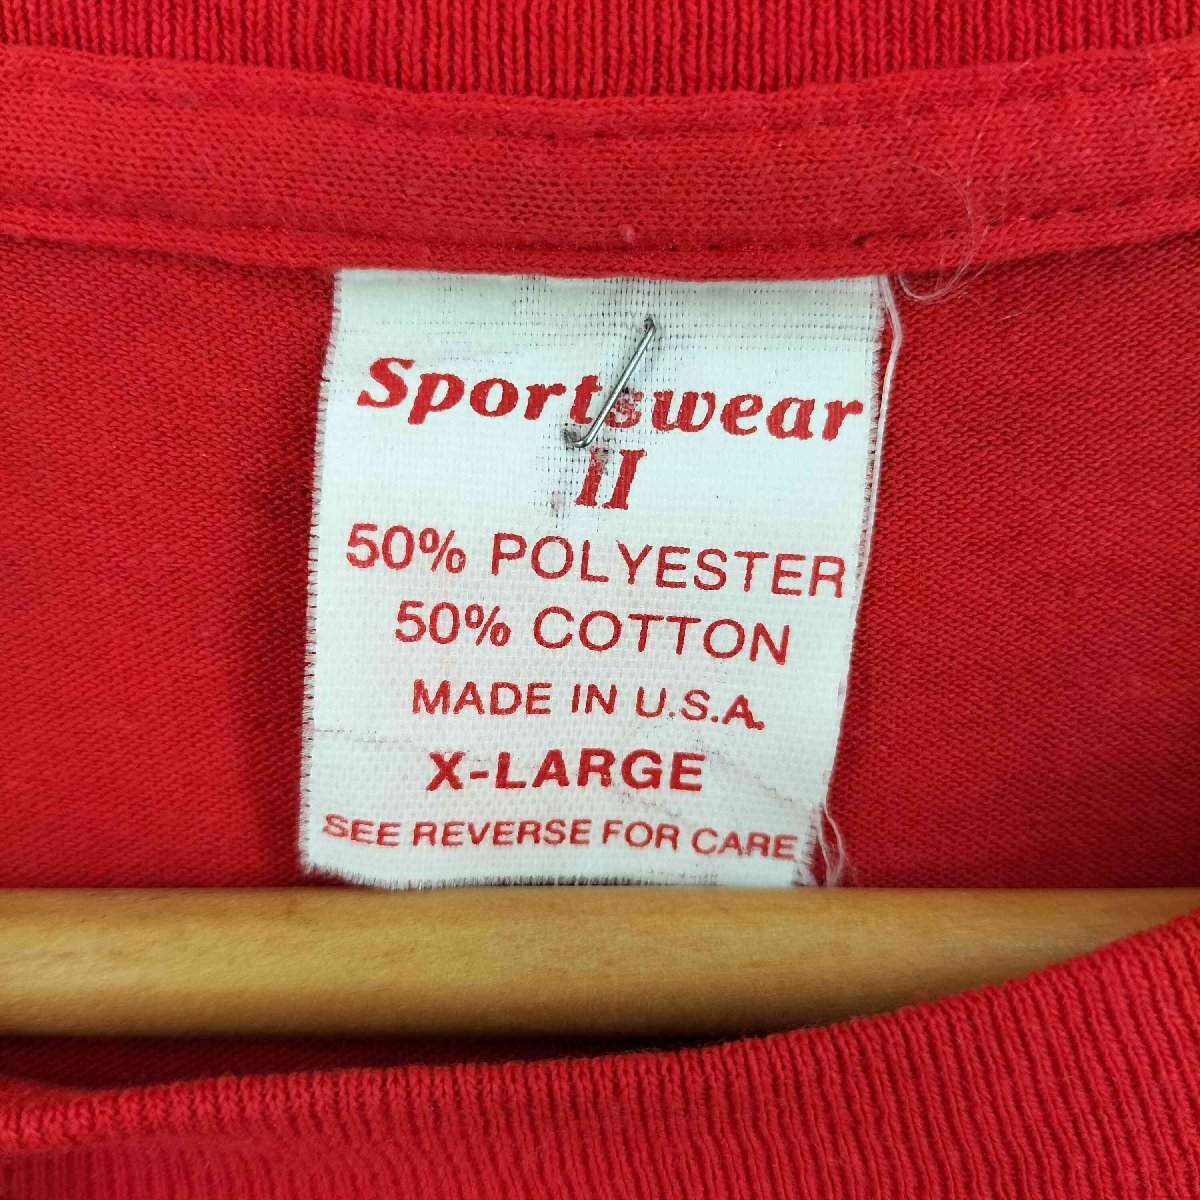 Sportswear
II
50% POLYESTER
50% COTTON
MADE IN U.S.A.
X-LARGE
SEE REVERSE FOR CARE